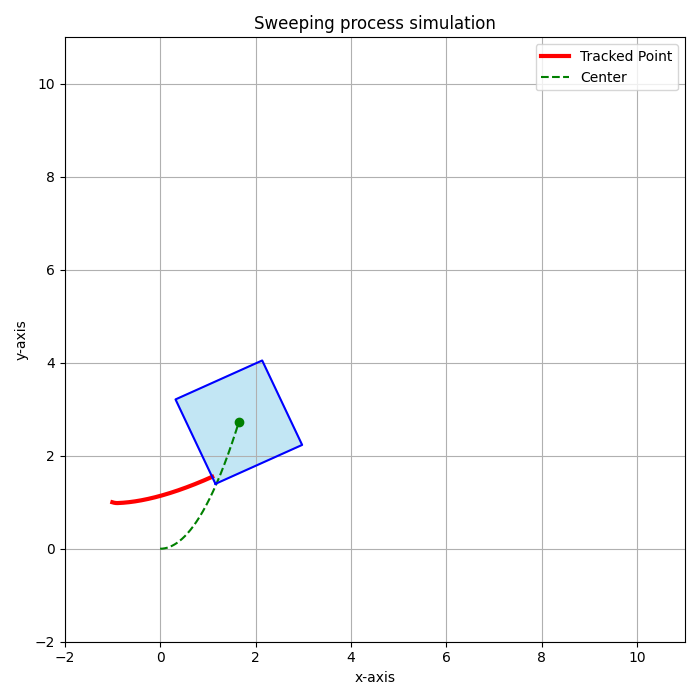 Sweeping process simulation
Tracked Point
Center
10
8
6
4
2
0
−2
−2 0 2 4 6 8 10
y-axis
x-axis